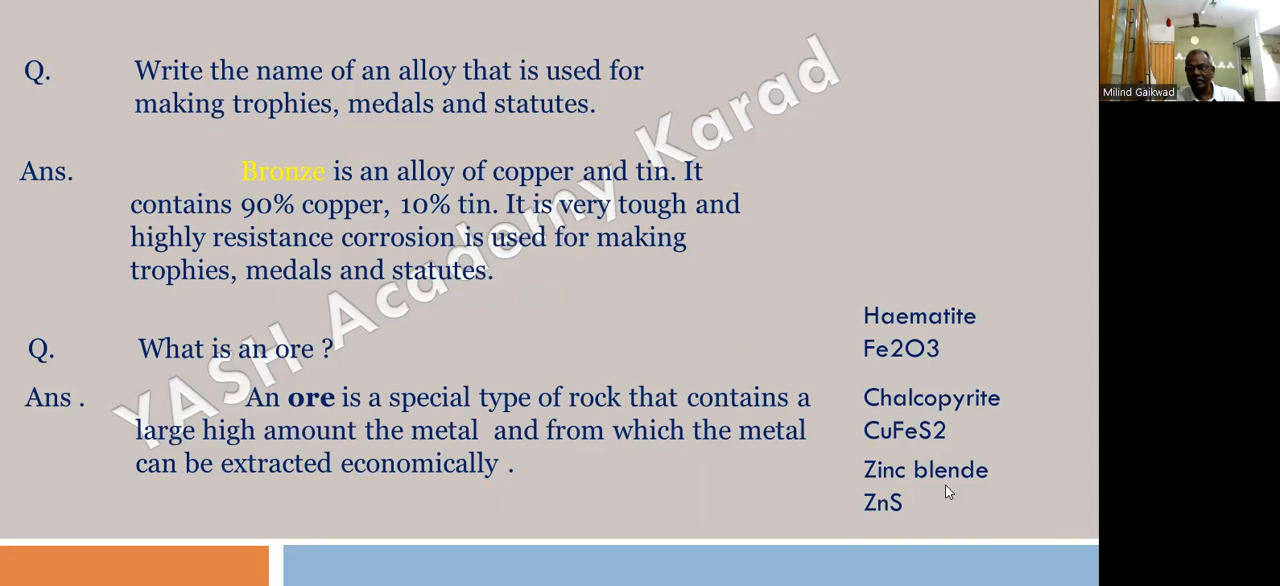 Q. Write the name of an alloy that is used for
making trophies, medals and statutes.
Ans. Bronze is an alloy of copper and tin. It
contains 90% copper, 10% tin. It is very tough and
highly resistance corrosion is used for making
trophies, medals and statutes.
Q. What is an ore ?
Ans . An ore is a special type of rock that contains a
large high amount the metal and from which the metal
can be extracted economically .
Haematite
Fe2O3
Chalcopyrite
CuFeS2
Zinc blende
ZnS
YASH Academy Karad
Milind Gaikwad